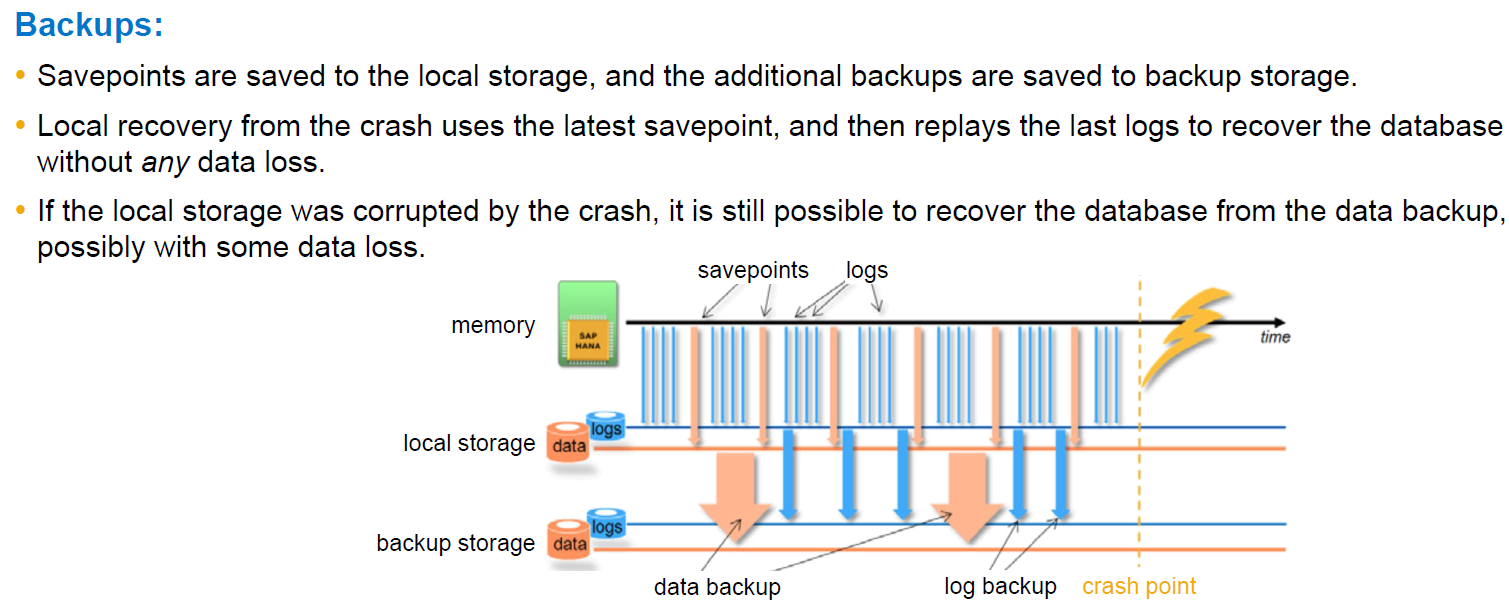 Backups:
• Savepoints are saved to the local storage, and the additional backups are saved to backup storage.
• Local recovery from the crash uses the latest savepoint, and then replays the last logs to recover the database
without any data loss.
• If the local storage was corrupted by the crash, it is still possible to recover the database from the data backup,
possibly with some data loss.
savepoints logs
memory
SAP
HANA
time
logs
local storage data
logs
backup storage data
data backup log backup crash point